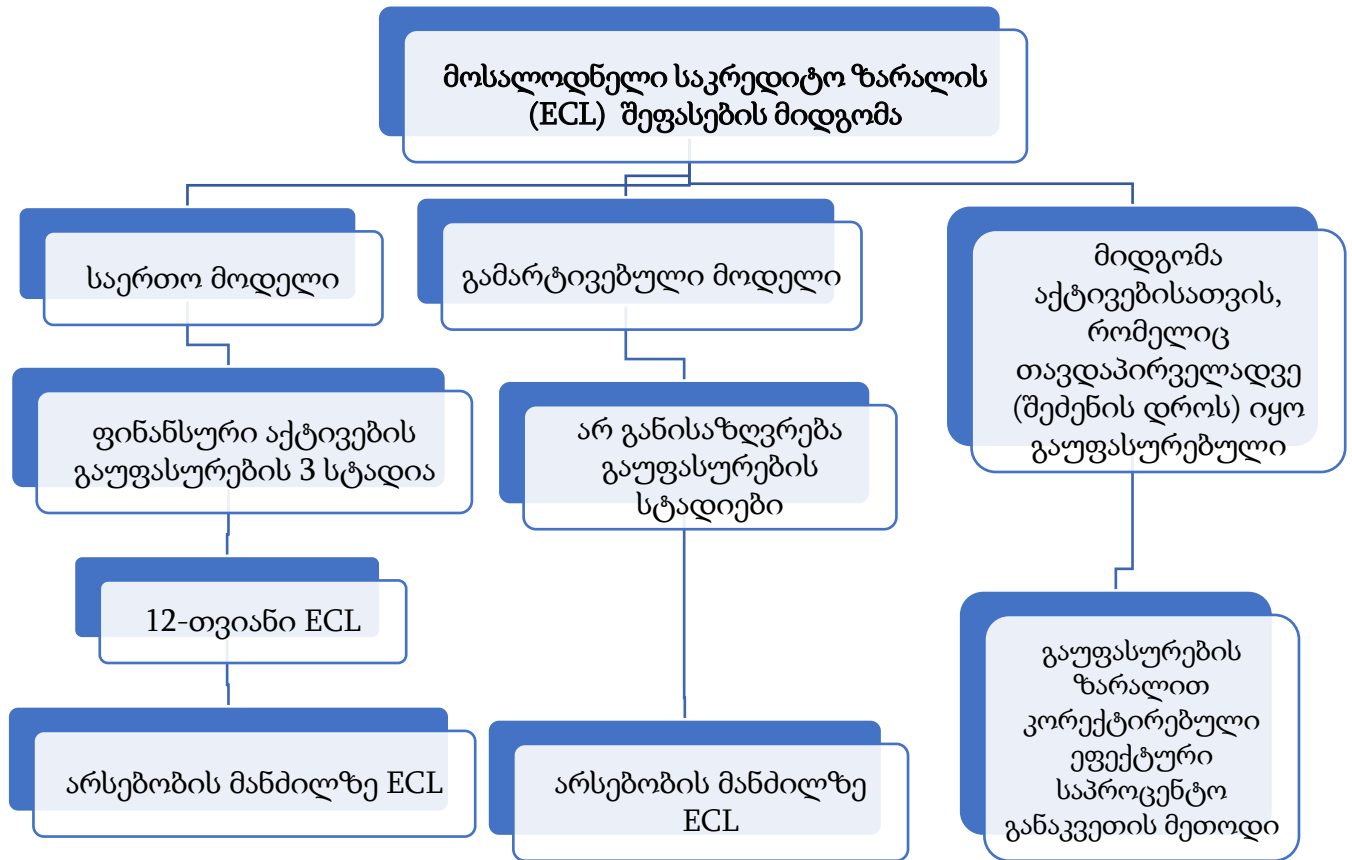 მოსალოდნელი საკრედიტო ზარალის
(ECL) შეფასების მიდგომა
საერთო მოდელი
ფინანსური აქტივების
გაუფასურების 3 სტადია
12-თვიანი ECL
არსებობის მანძილზე ECL
გამარტივებული მოდელი
არ განისაზღვრება
გაუფასურების
სტადიები
არსებობის მანძილზე
ECL
მიდგომა
აქტივებისათვის,
რომელიც
თავდაპირველადვე
(შეძენის დროს) იყო
გაუფასურებული
გაუფასურების
ზარალით
კორექტირებული
ეფექტური
საპროცენტო
განაკვეთის მეთოდი